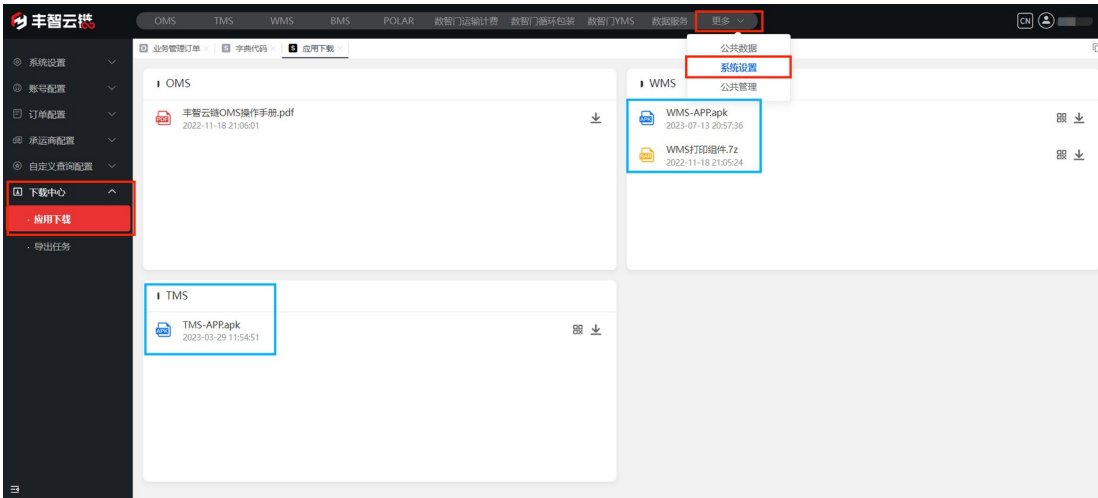 丰智云链
OMS TMS WMS BMS POLAR 数智门运输计费 数智门循环包装 数智门YMS 数据服务 更多
CN
业务管理订单 × S 字典代码 × S 应用下载 ×
公共数据
系统设置
公共管理
系统设置
账号配置
订单配置
承运商配置
自定义查询配置
下载中心
· 应用下载
· 导出任务
OMS
PDF 丰智云链OMS操作手册.pdf
2022-11-18 21:06:01
WMS
APK WMS-APP.apk
2023-07-13 20:57:36
RAR WMS打印组件.7z
2022-11-18 21:05:24
TMS
APK TMS-APP.apk
2023-03-29 11:54:51